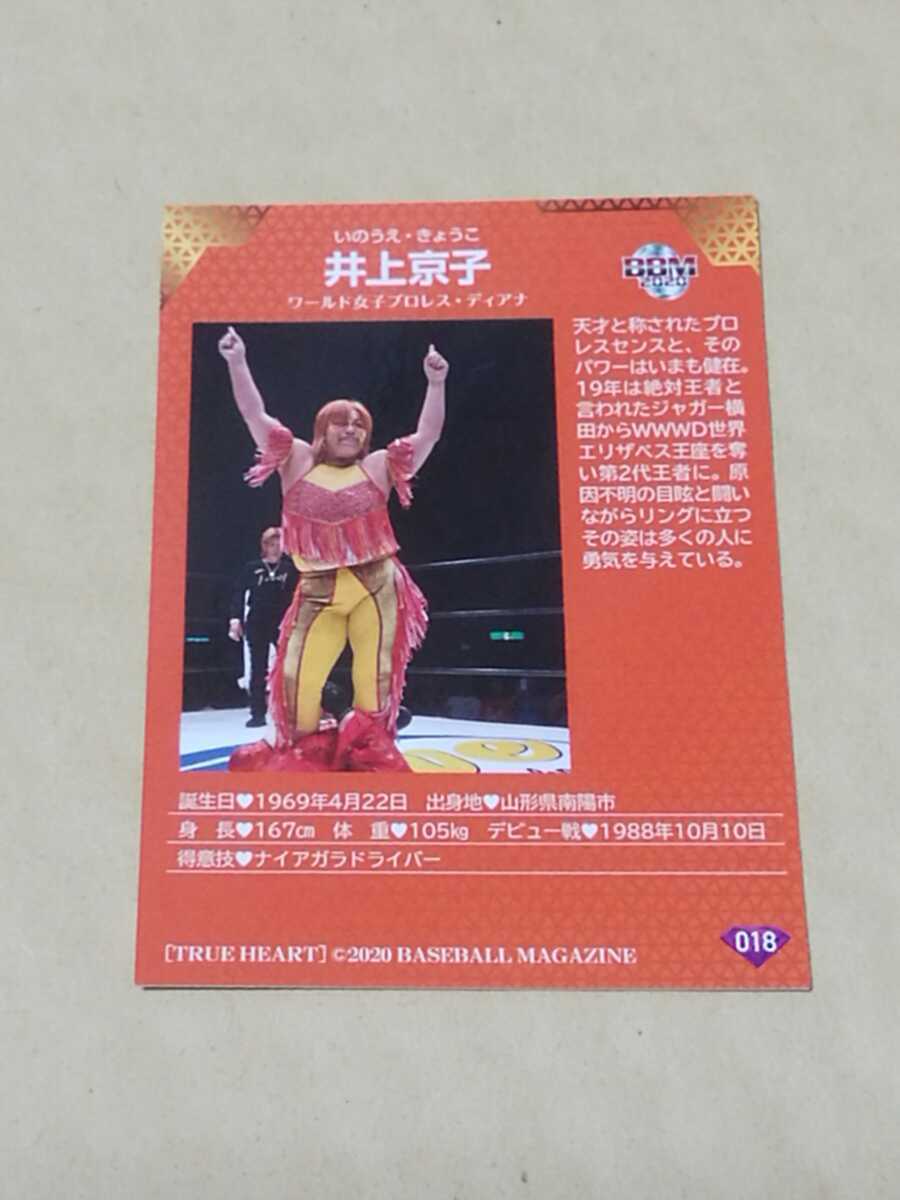 いのうえ・きょうこ
井上京子
ワールド女子プロレス・ディアナ
BBM
2020
天才と称されたプロ
レスセンスと、その
パワーはいまも健在。
19年は絶対王者と
言われたジャガー横
田からWWWD世界
エリザベス王座を奪
い第2代王者に。原
因不明の目眩と闘い
ながらリングに立つ
その姿は多くの人に
勇気を与えている。
誕生日♥1969年4月22日　出身地♥山形県南陽市
身　長♥167㎝　体　重♥105㎏　デビュー戦♥1988年10月10日
得意技♥ナイアガラドライバー
[TRUE HEART] ©2020 BASEBALL MAGAZINE
018